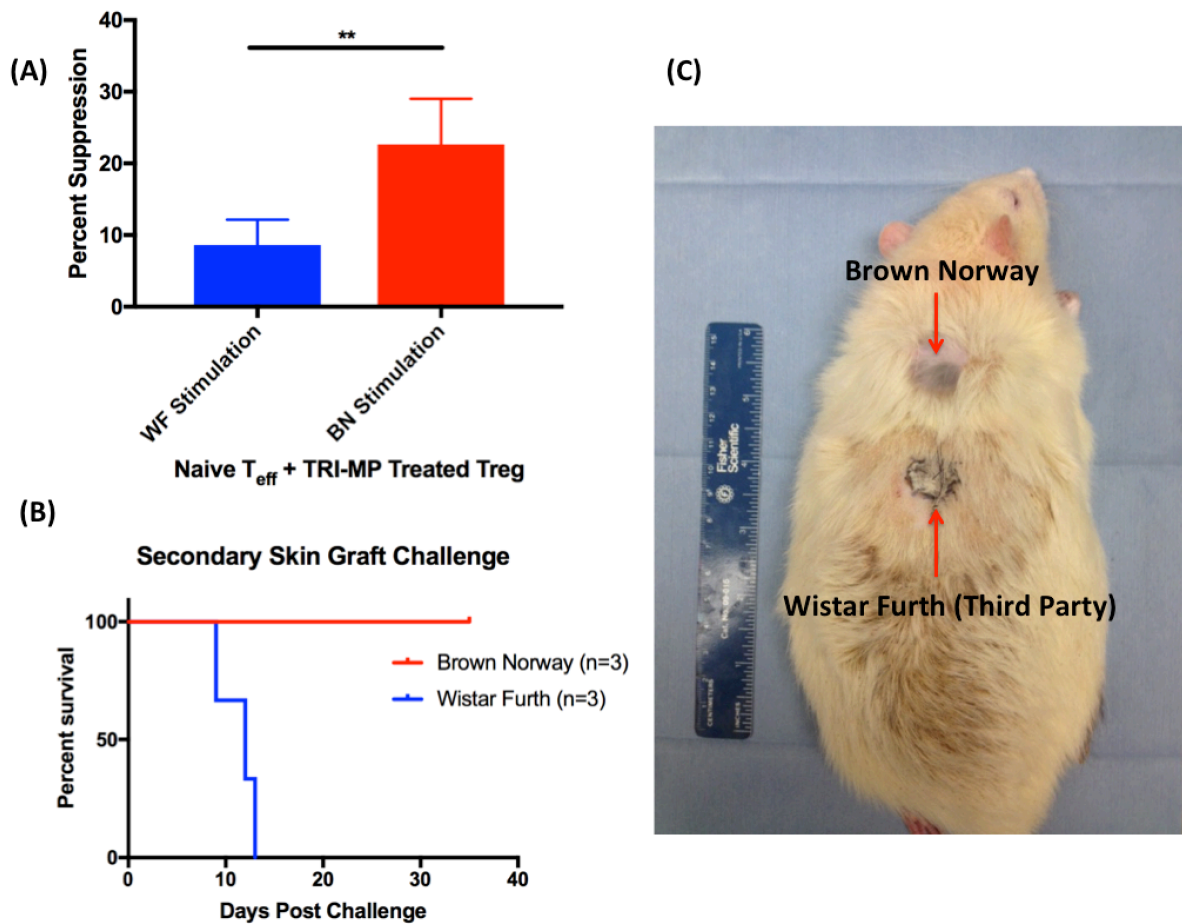 (A)
40
30
20
10
0
Percent Suppression
**
WF Stimulation
BN Stimulation
Naive Teff + TRI-MP Treated Treg
(B)
Secondary Skin Graft Challenge
100
50
0
Percent survival
Brown Norway (n=3)
Wistar Furth (n=3)
0 10 20 30 40
Days Post Challenge
(C)
Brown Norway
Fisher
Scientific
CENTIMETERS
INCHES
Wistar Furth (Third Party)